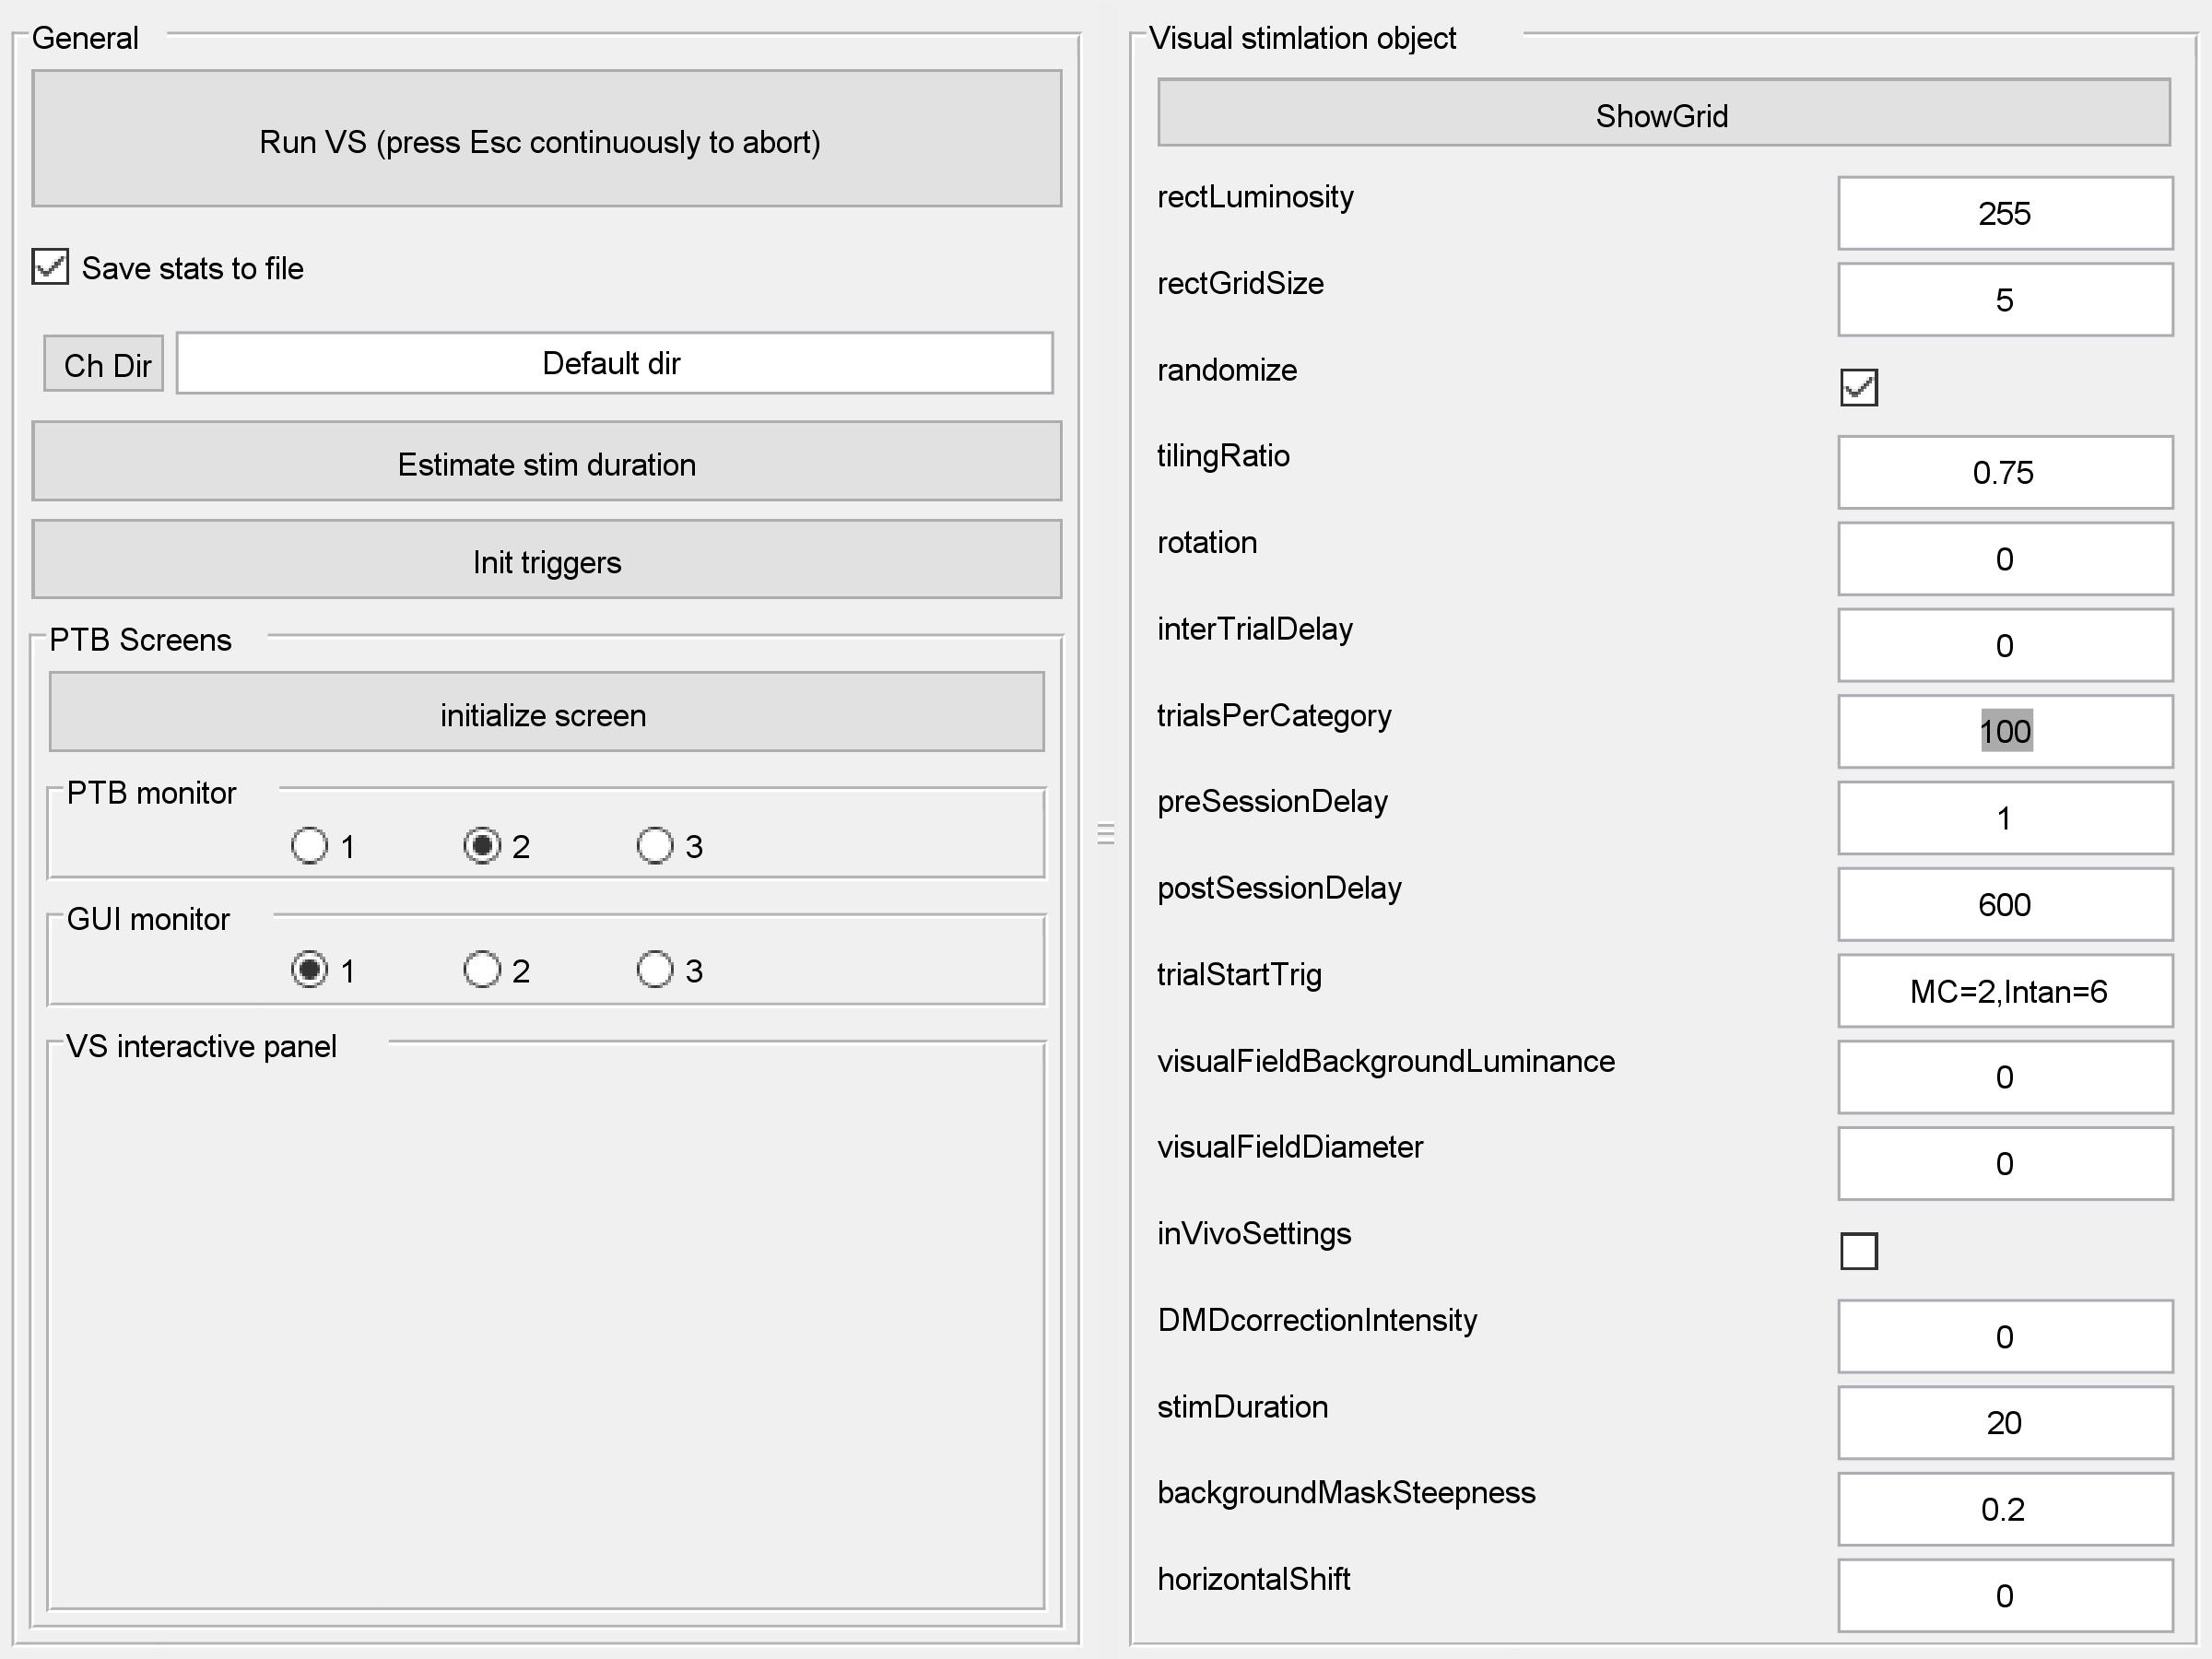 General
Run VS (press Esc continuously to abort)
Save stats to file
Ch Dir
Default dir
Estimate stim duration
Init triggers
PTB Screens
initialize screen
PTB monitor
1 2 3
GUI monitor
1 2 3
VS interactive panel
Visual stimlation object
ShowGrid
rectLuminosity 255
rectGridSize 5
randomize
tilingRatio 0.75
rotation 0
interTrialDelay 0
trialsPerCategory 100
preSessionDelay 1
postSessionDelay 600
trialStartTrig MC=2,Intan=6
visualFieldBackgroundLuminance 0
visualFieldDiameter 0
inVivoSettings
DMDcorrectionIntensity 0
stimDuration 20
backgroundMaskSteepness 0.2
horizontalShift 0